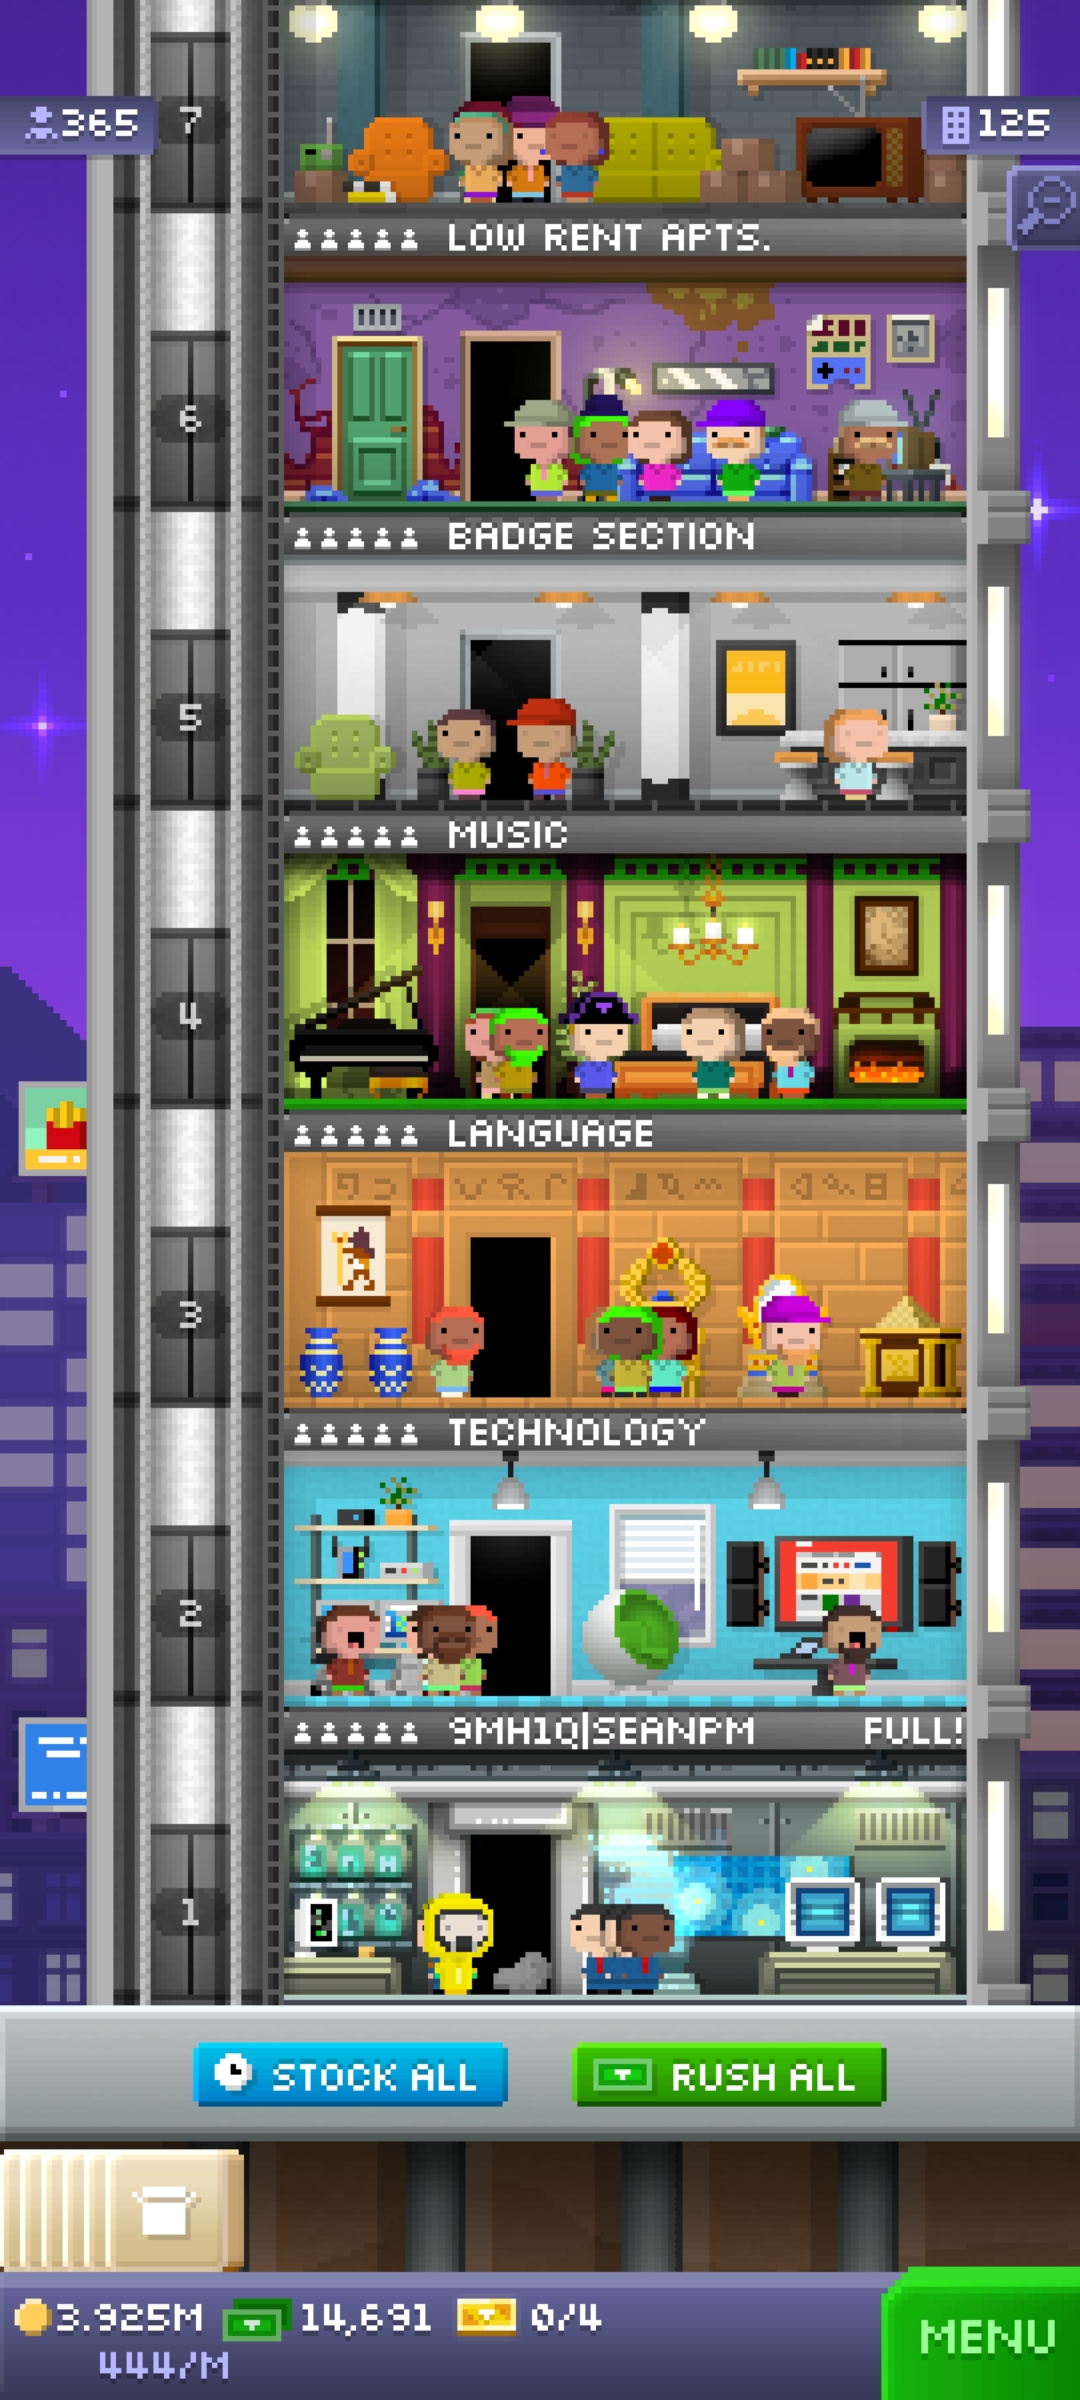 365
7
125
LOW RENT APTS.
6
BADGE SECTION
5
MUSIC
4
LANGUAGE
3
TECHNOLOGY
2
9MH1Q|SEANPM FULL!
1
STOCK ALL
RUSH ALL
3.925M 14,691 0/4
444/M
MENU